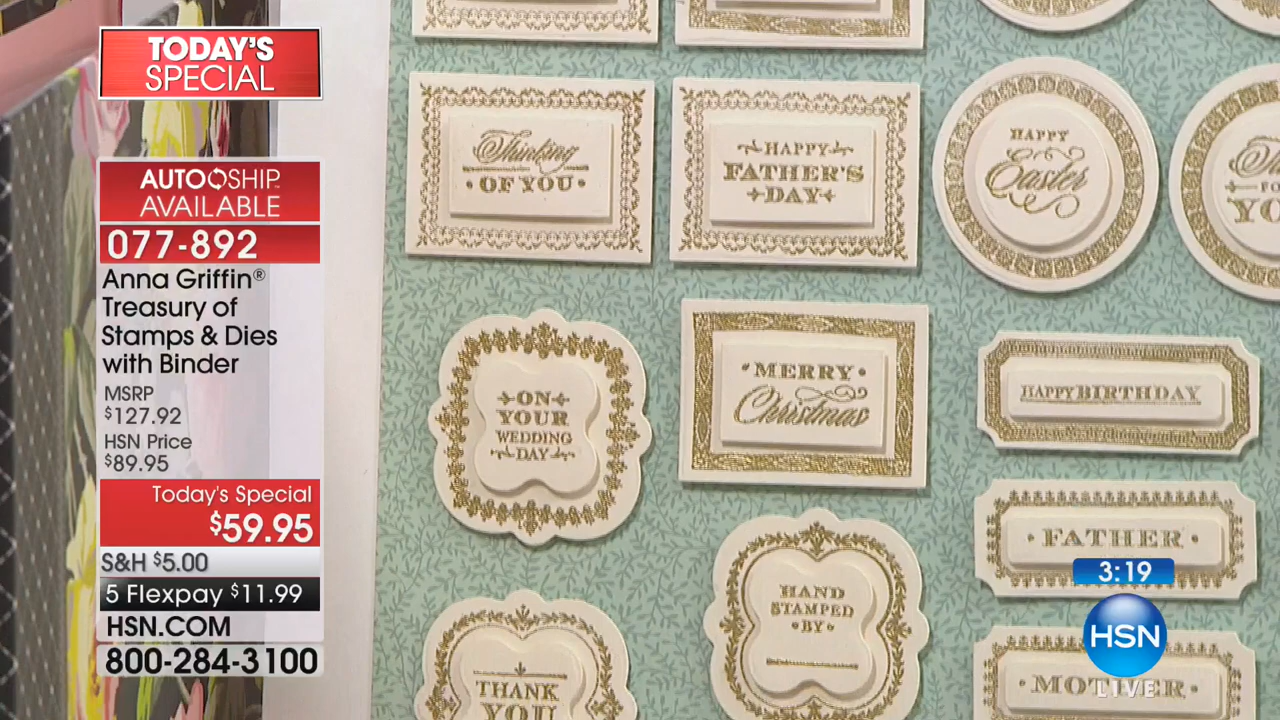 TODAY'S
SPECIAL
AUTOSHIP
AVAILABLE
077-892
Anna Griffin®
Treasury of
Stamps & Dies
with Binder
MSRP
$127.92
HSN Price
$89.95
Today's Special
$59.95
S&H $5.00
5 Flexpay $11.99
HSN.COM
800-284-3100
Thinking
OF YOU
HAPPY
FATHER'S
DAY
HAPPY
Easter
YO
ON
YOUR
WEDDING
DAY
MERRY
Christmas
HAPPY BIRTHDAY
FATHER
HAND
STAMPED
BY
THANK
YOU
MOTHER
3:19
HSN
LIVE